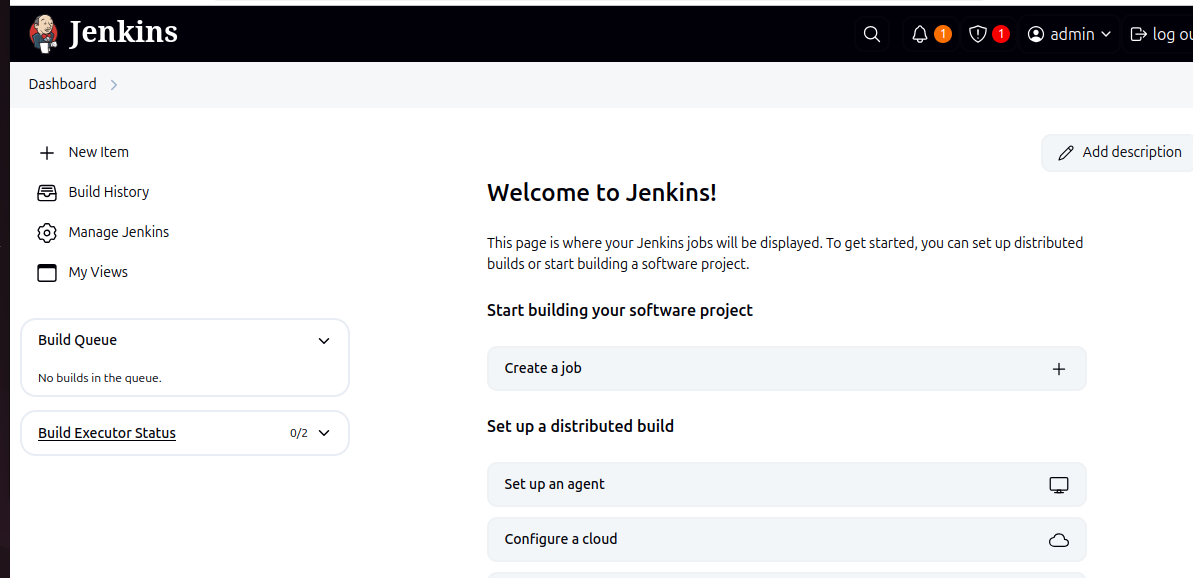 Jenkins
1
1
admin
log ou
Dashboard
New Item
Build History
Manage Jenkins
My Views
Build Queue
No builds in the queue.
Build Executor Status
0/2
Add description
Welcome to Jenkins!
This page is where your Jenkins jobs will be displayed. To get started, you can set up distributed
builds or start building a software project.
Start building your software project
Create a job
Set up a distributed build
Set up an agent
Configure a cloud